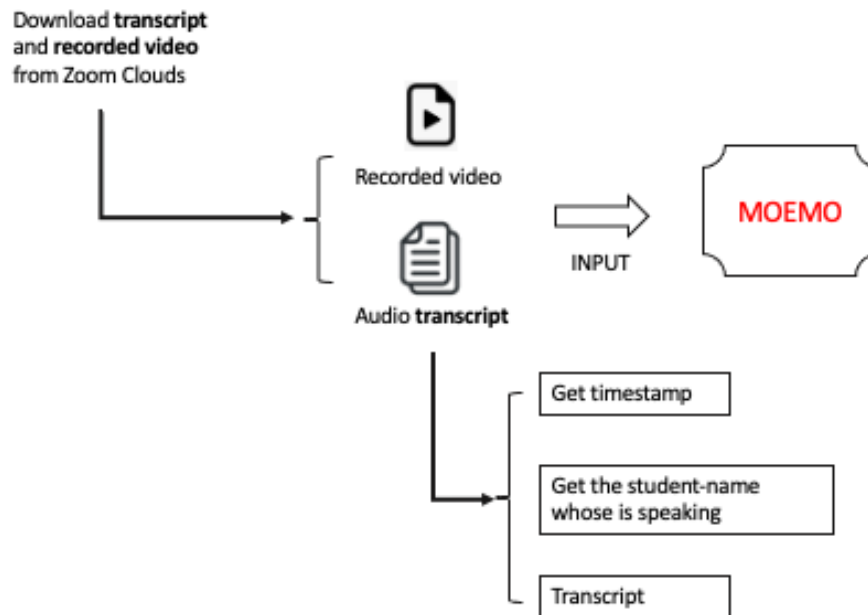 Download transcript
and recorded video
from Zoom Clouds
Recorded video
Audio transcript
INPUT
MOEMO
Get timestamp
Get the student-name
whose is speaking
Transcript